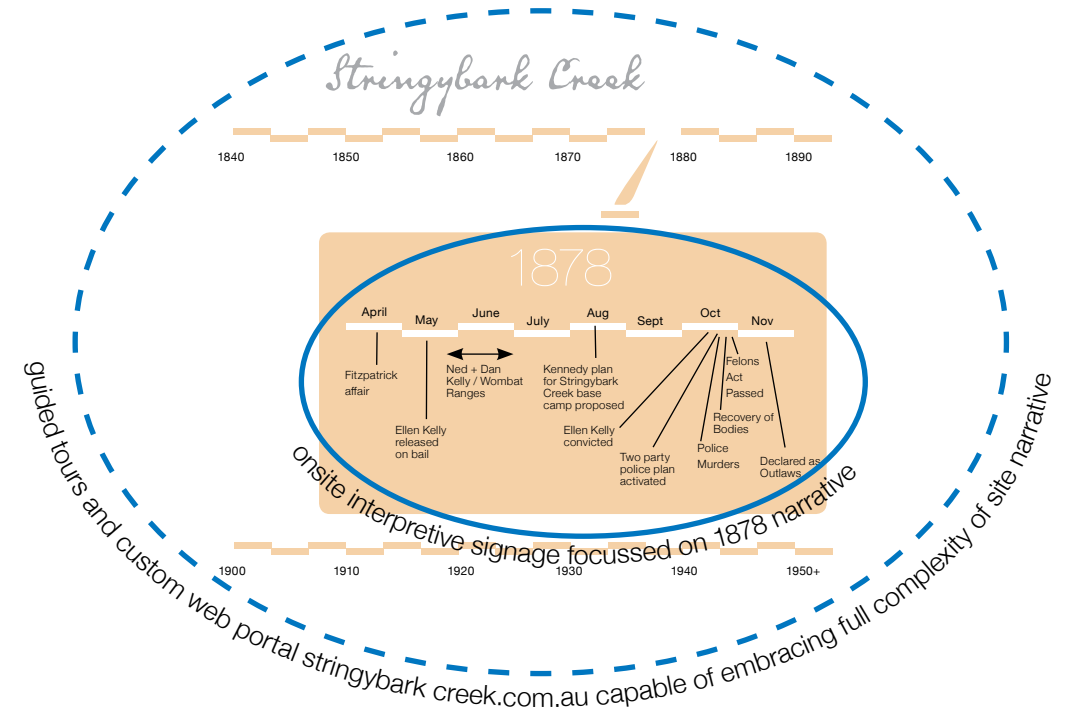 Stringybark Creek
1840 1850 1860 1870 1880 1890
1878
April May June July Aug Sept Oct Nov
Fitzpatrick
affair
Ellen Kelly
released
on bail
Ned + Dan
Kelly / Wombat
Ranges
Kennedy plan
for Stringybark
Creek base
camp proposed
Ellen Kelly
convicted
Two party
police plan
activated
Police
Murders
Recovery of
Bodies
Felons
Act
Passed
Declared as
Outlaws
onsite interpretive signage focussed on 1878 narrative
1900 1910 1920 1930 1940 1950+
guided tours and custom web portal stringybark creek.com.au capable of embracing full complexity of site narrative